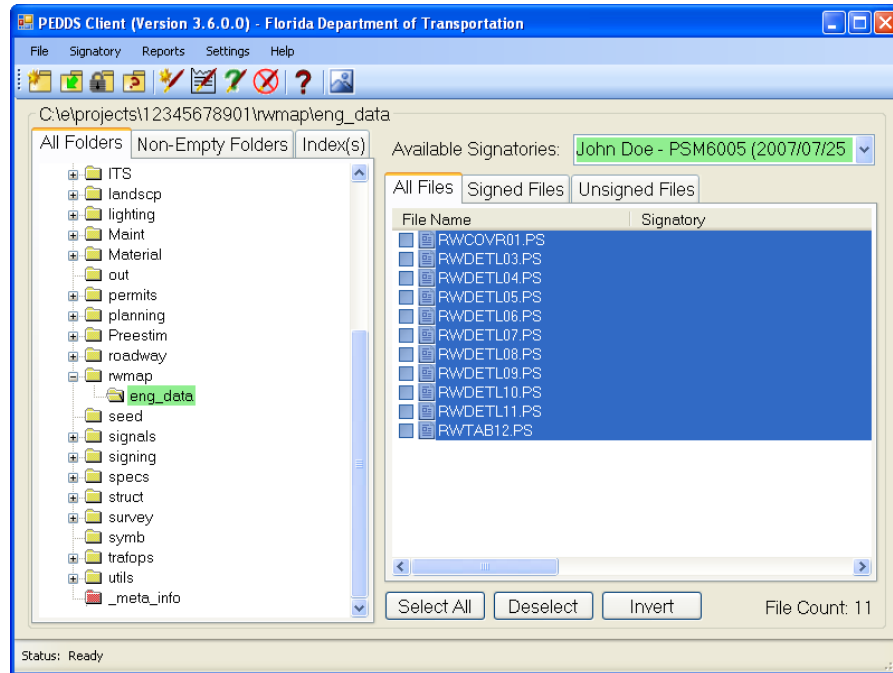 PEDDS Client (Version 3.6.0.0) - Florida Department of Transportation
File Signatory Reports Settings Help
C:\e\projects\12345678901\rwmap\eng_data
All Folders Non-Empty Folders Index(s)
ITS
landscp
lighting
Maint
Material
out
permits
planning
Preestim
roadway
rwmap
eng_data
seed
signals
signing
specs
struct
survey
symb
trafops
utils
_meta_info
Available Signatories: John Doe - PSM6005 (2007/07/25
All Files Signed Files Unsigned Files
File Name Signatory
RWCOVR01.PS
RWDETL03.PS
RWDETL04.PS
RWDETL05.PS
RWDETL06.PS
RWDETL07.PS
RWDETL08.PS
RWDETL09.PS
RWDETL10.PS
RWDETL11.PS
RWTAB12.PS
Select All Deselect Invert File Count: 11
Status: Ready